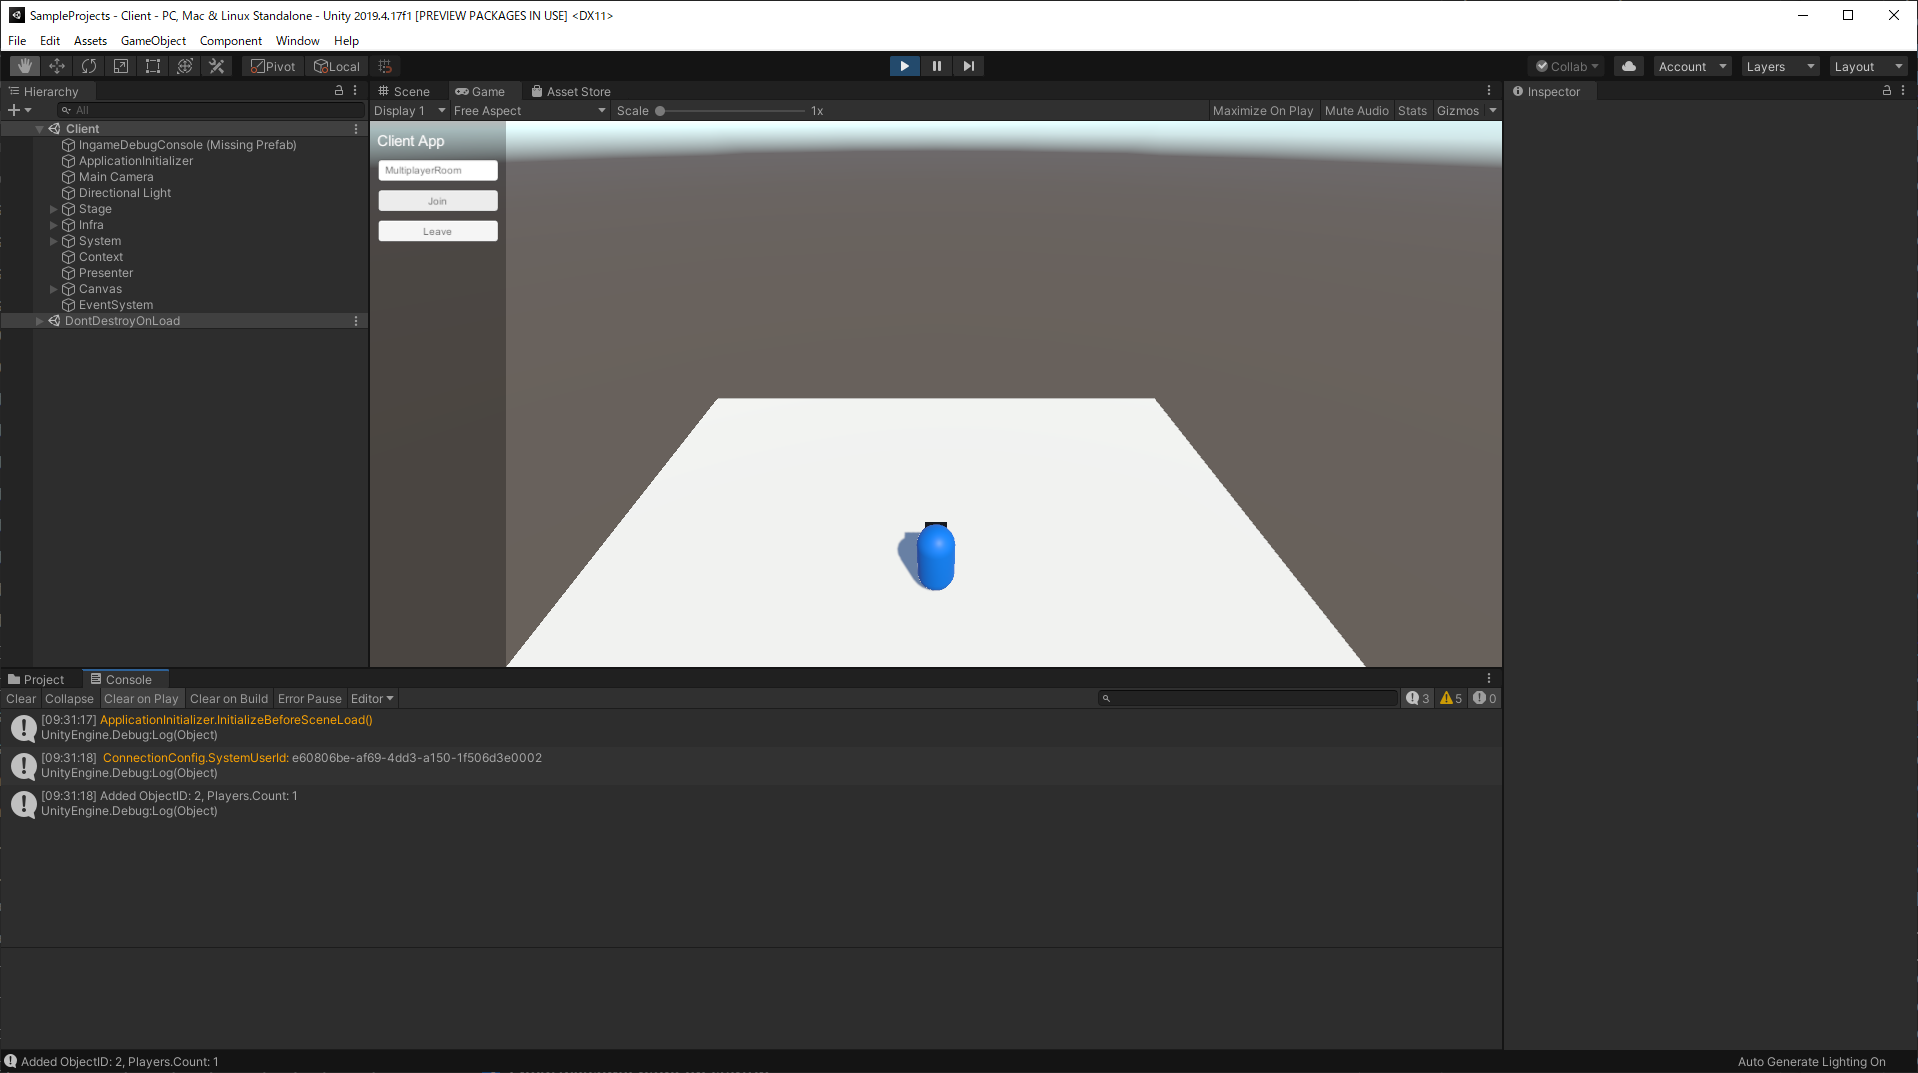 SampleProjects - Client - PC, Mac & Linux Standalone - Unity 2019.4.17f1 [PREVIEW PACKAGES IN USE] <DX11>
File Edit Assets GameObject Component Window Help
Pivot Local Collab Account Layers Layout
Hierarchy Scene Game Asset Store Inspector
All Display 1 Free Aspect Scale 1x Maximize On Play Mute Audio Stats Gizmos
Client
IngameDebugConsole (Missing Prefab)
ApplicationInitializer
Main Camera
Directional Light
Stage
Infra
System
Context
Presenter
Canvas
EventSystem
DontDestroyOnLoad
Client App
MultiplayerRoom
Join
Leave
Project Console
Clear Collapse Clear on Play Clear on Build Error Pause Editor 3 5 0
[09:31:17] ApplicationInitializer.InitializeBeforeSceneLoad()
UnityEngine.Debug:Log(Object)
[09:31:18] ConnectionConfig.SystemUserId: e60806be-af69-4dd3-a150-1f506d3e0002
UnityEngine.Debug:Log(Object)
[09:31:18] Added ObjectID: 2, Players.Count: 1
UnityEngine.Debug:Log(Object)
Added ObjectID: 2, Players.Count: 1
Auto Generate Lighting On